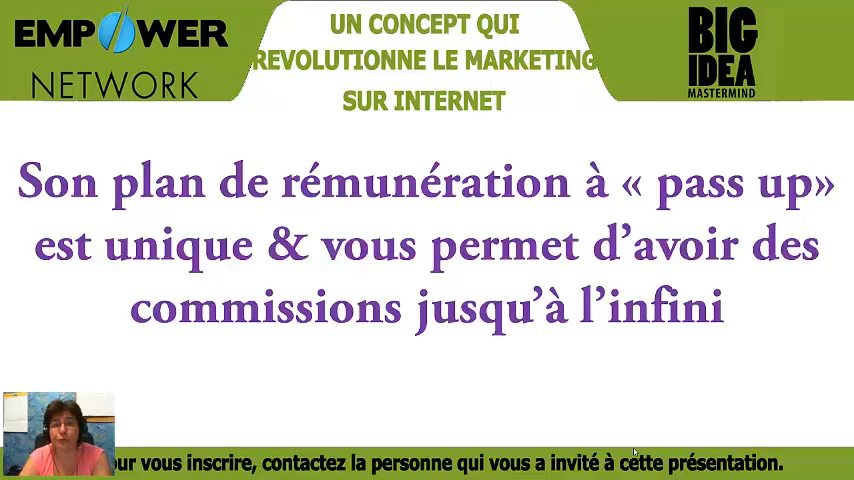 EMPOWER
NETWORK
UN CONCEPT QUI
REVOLUTIONNE LE MARKETING
SUR INTERNET
BIG
IDEA
MASTERMIND
Son plan de rémunération à « pass up»
est unique & vous permet d’avoir des
commissions jusqu’à l’infini
our vous inscrire, contactez la personne qui vous a invité à cette présentation.